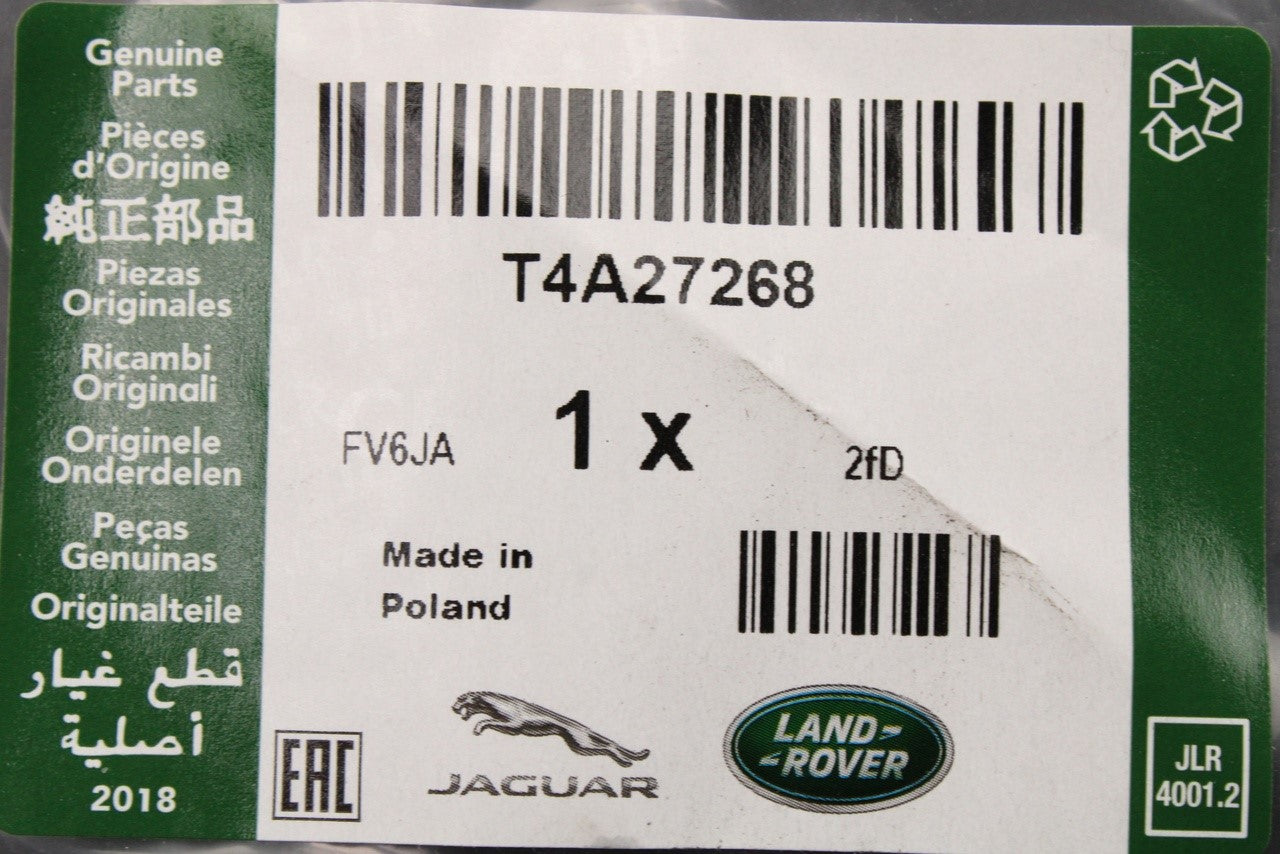 Genuine
Parts
Pièces
d'Origine
純正部品
Piezas
Originales
Ricambi
Originali
Originele
Onderdelen
Peças
Genuinas
Originalteile
قطع غيار
أصلية
2018
T4A27268
FV6JA
1 x
2fD
Made in
Poland
EAC
JAGUAR
LAND
ROVER
JLR
4001.2